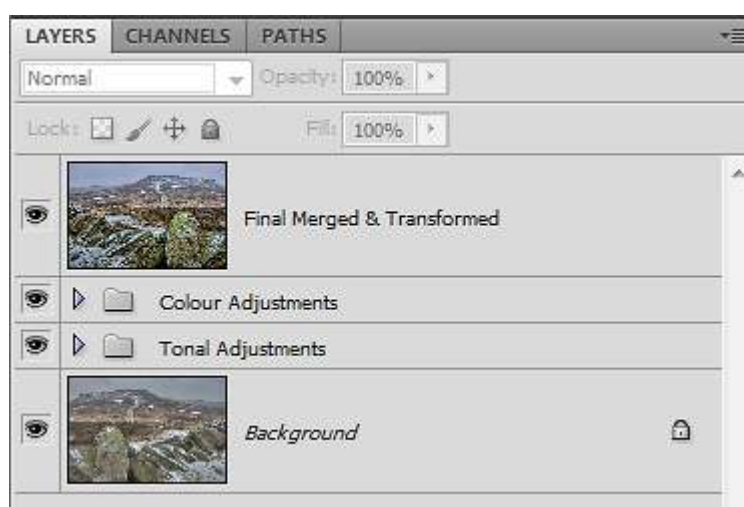 LAYERS CHANNELS PATHS
Normal Opacity: 100%
Lock: Fill: 100%
Final Merged & Transformed
Colour Adjustments
Tonal Adjustments
Background